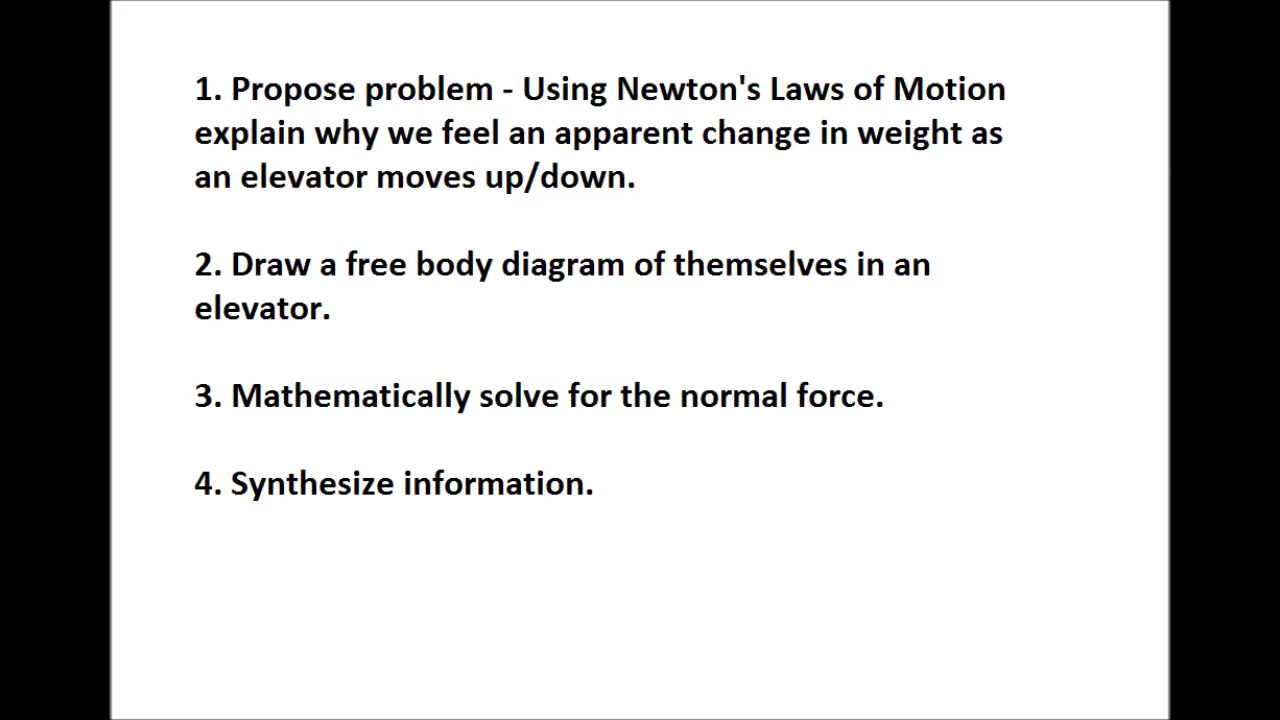 1. Propose problem - Using Newton's Laws of Motion
explain why we feel an apparent change in weight as
an elevator moves up/down.
2. Draw a free body diagram of themselves in an
elevator.
3. Mathematically solve for the normal force.
4. Synthesize information.